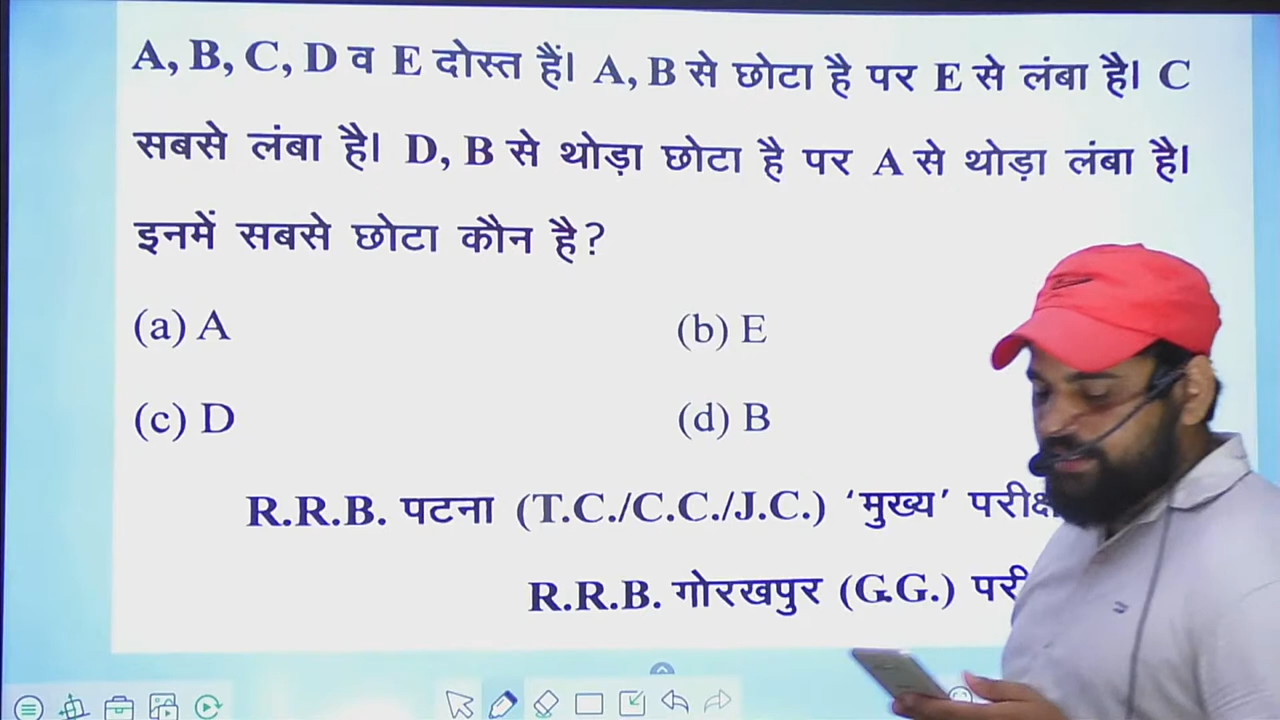 A, B, C, D व E दोस्त हैं। A, B से छोटा है पर E से लंबा है। C
सबसे लंबा है। D, B से थोड़ा छोटा है पर A से थोड़ा लंबा है।
इनमें सबसे छोटा कौन है?
(a) A (b) E
(c) D (d) B
R.R.B. पटना (T.C./C.C./J.C.) ‘मुख्य’
R.R.B. गोरखपुर (G.G.)